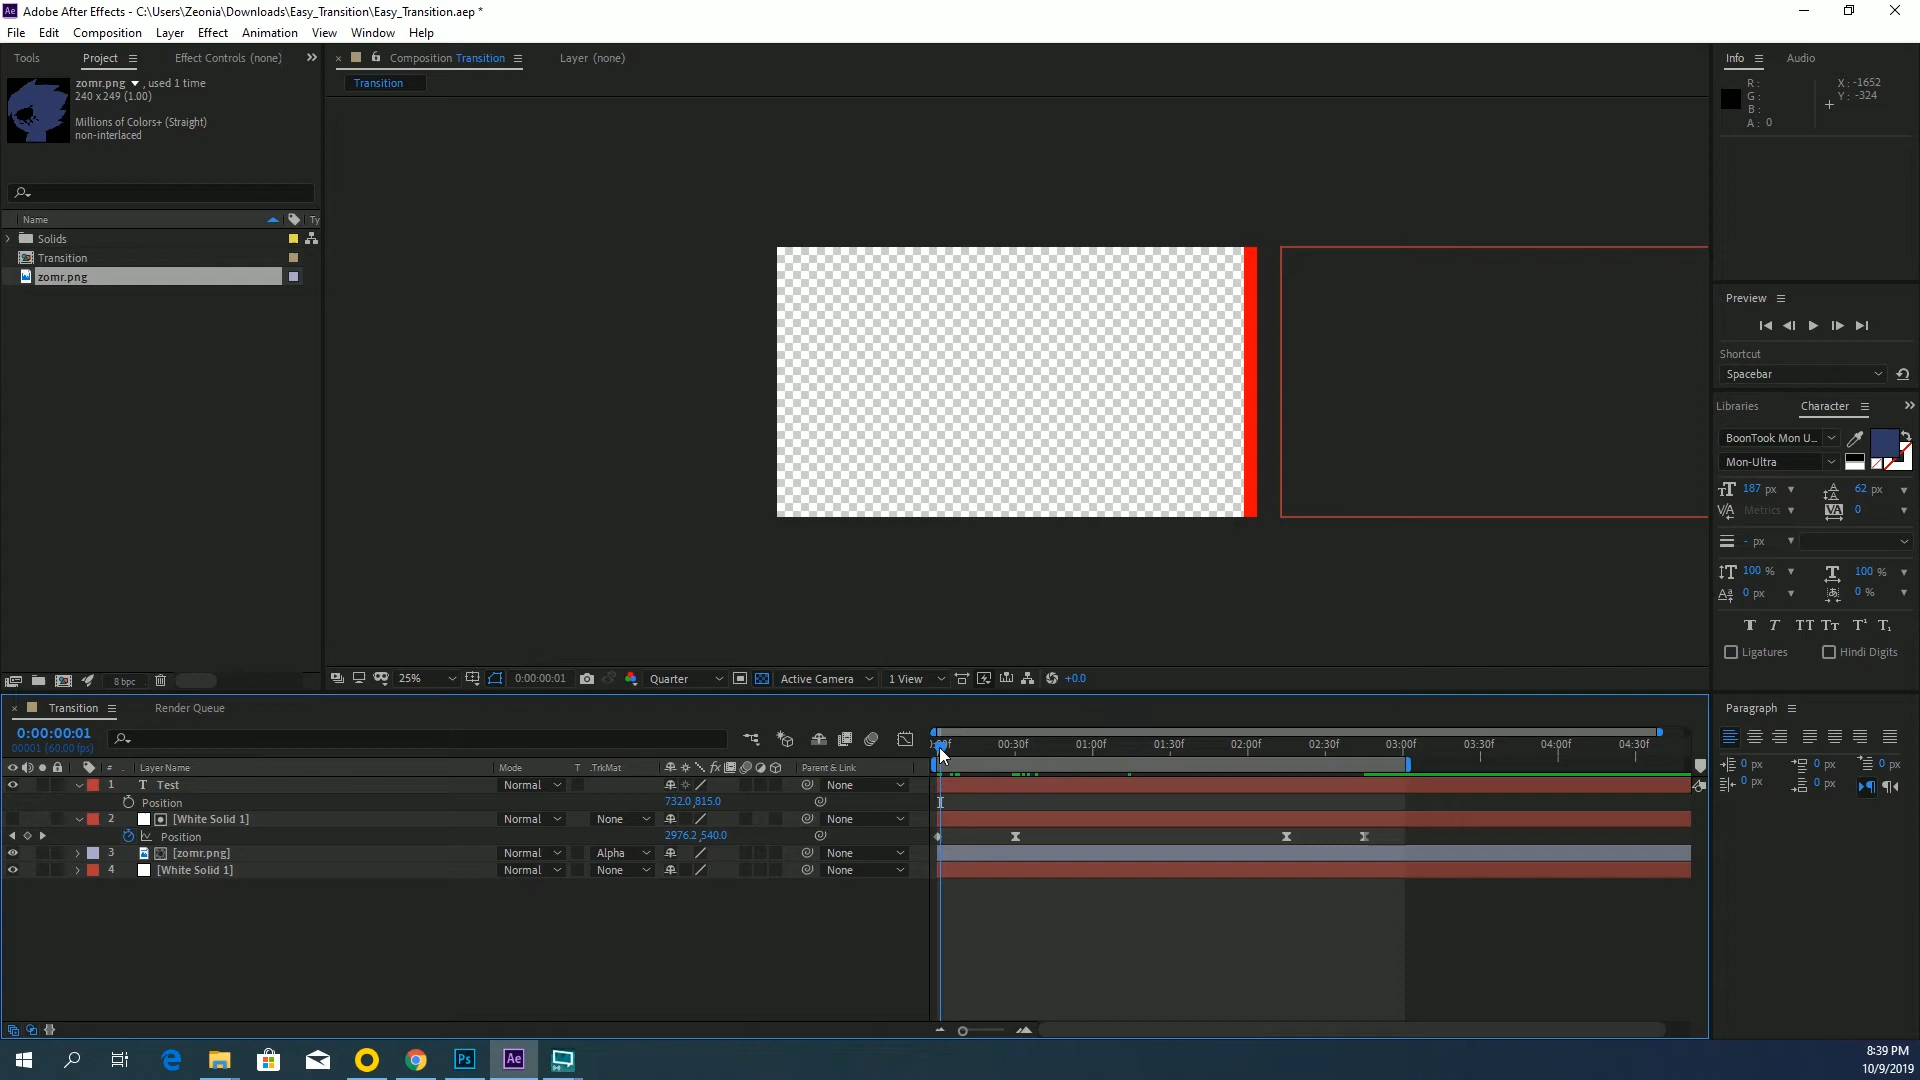 Adobe After Effects - C:\Users\Zeonia\Downloads\Easy_Transition\Easy_Transition.aep *
File Edit Composition Layer Effect Animation View Window Help
Tools Project Effect Controls (none)
Composition Transition Layer (none)
Info Audio
zomr.png , used 1 time
240 x 249 (1.00)
Millions of Colors+ (Straight)
non-interlaced
Transition
R :
G :
B :
A : 0
X : -1652
Y : -324
Name Ty
Solids
Transition
zomr.png
Preview
Shortcut
Spacebar
Libraries Character
BoonTook Mon U...
Mon-Ultra
187 px 62 px
Metrics 0
- px
100 % 100 %
0 px 0 %
Ligatures Hindi Digits
8 bpc
25% 0:00:00:01 Quarter Active Camera 1 View +0.0
Transition Render Queue
Paragraph
0:00:00:01
00001 (60.00 fps)
00:30f 01:00f 01:30f 02:00f 02:30f 03:00f 03:30f 04:00f 04:30f
# Layer Name Mode T .TrkMat Parent & Link
1 T Test Normal None
Position 732.0,815.0
2 [White Solid 1] Normal None None
Position 2976.2,540.0
3 [zomr.png] Normal Alpha None
4 [White Solid 1] Normal None None
0 px 0 px 0 px
0 px 0 px
Ps Ae
8:39 PM
10/9/2019